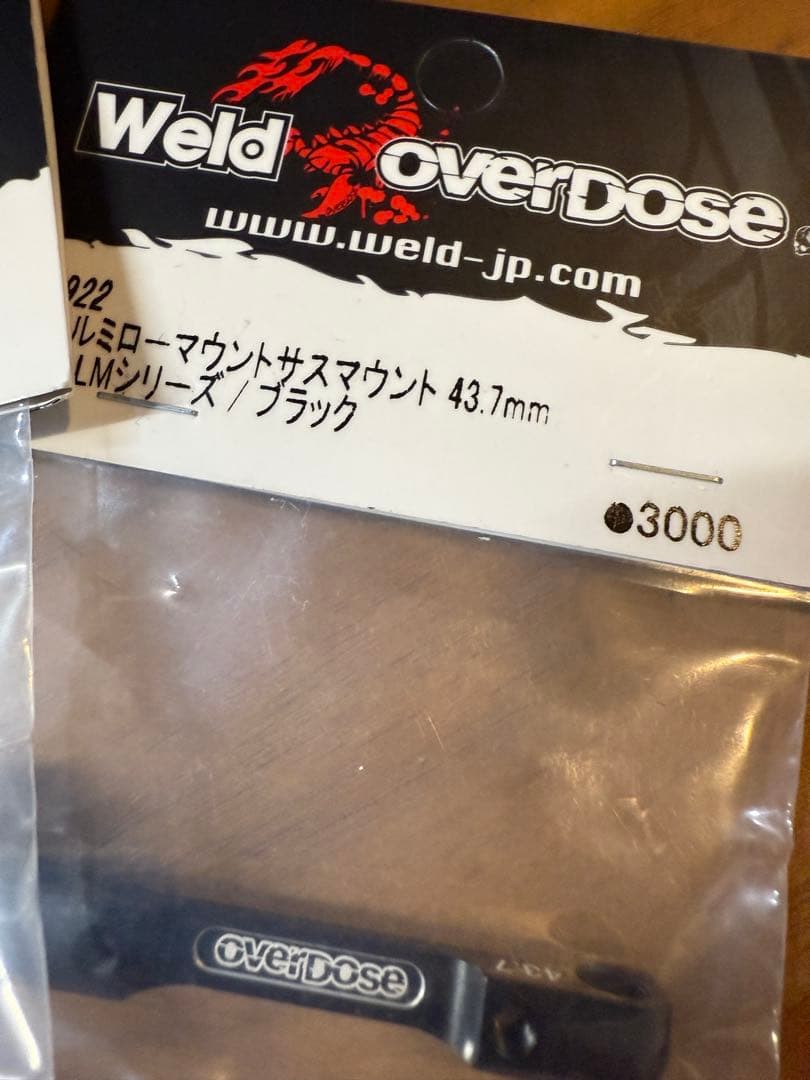 Weld overDose
www.weld-jp.com
922
ルミローマウントサスマウント 43.7mm
LMシリーズ / ブラック
●3000
overDose
43.7